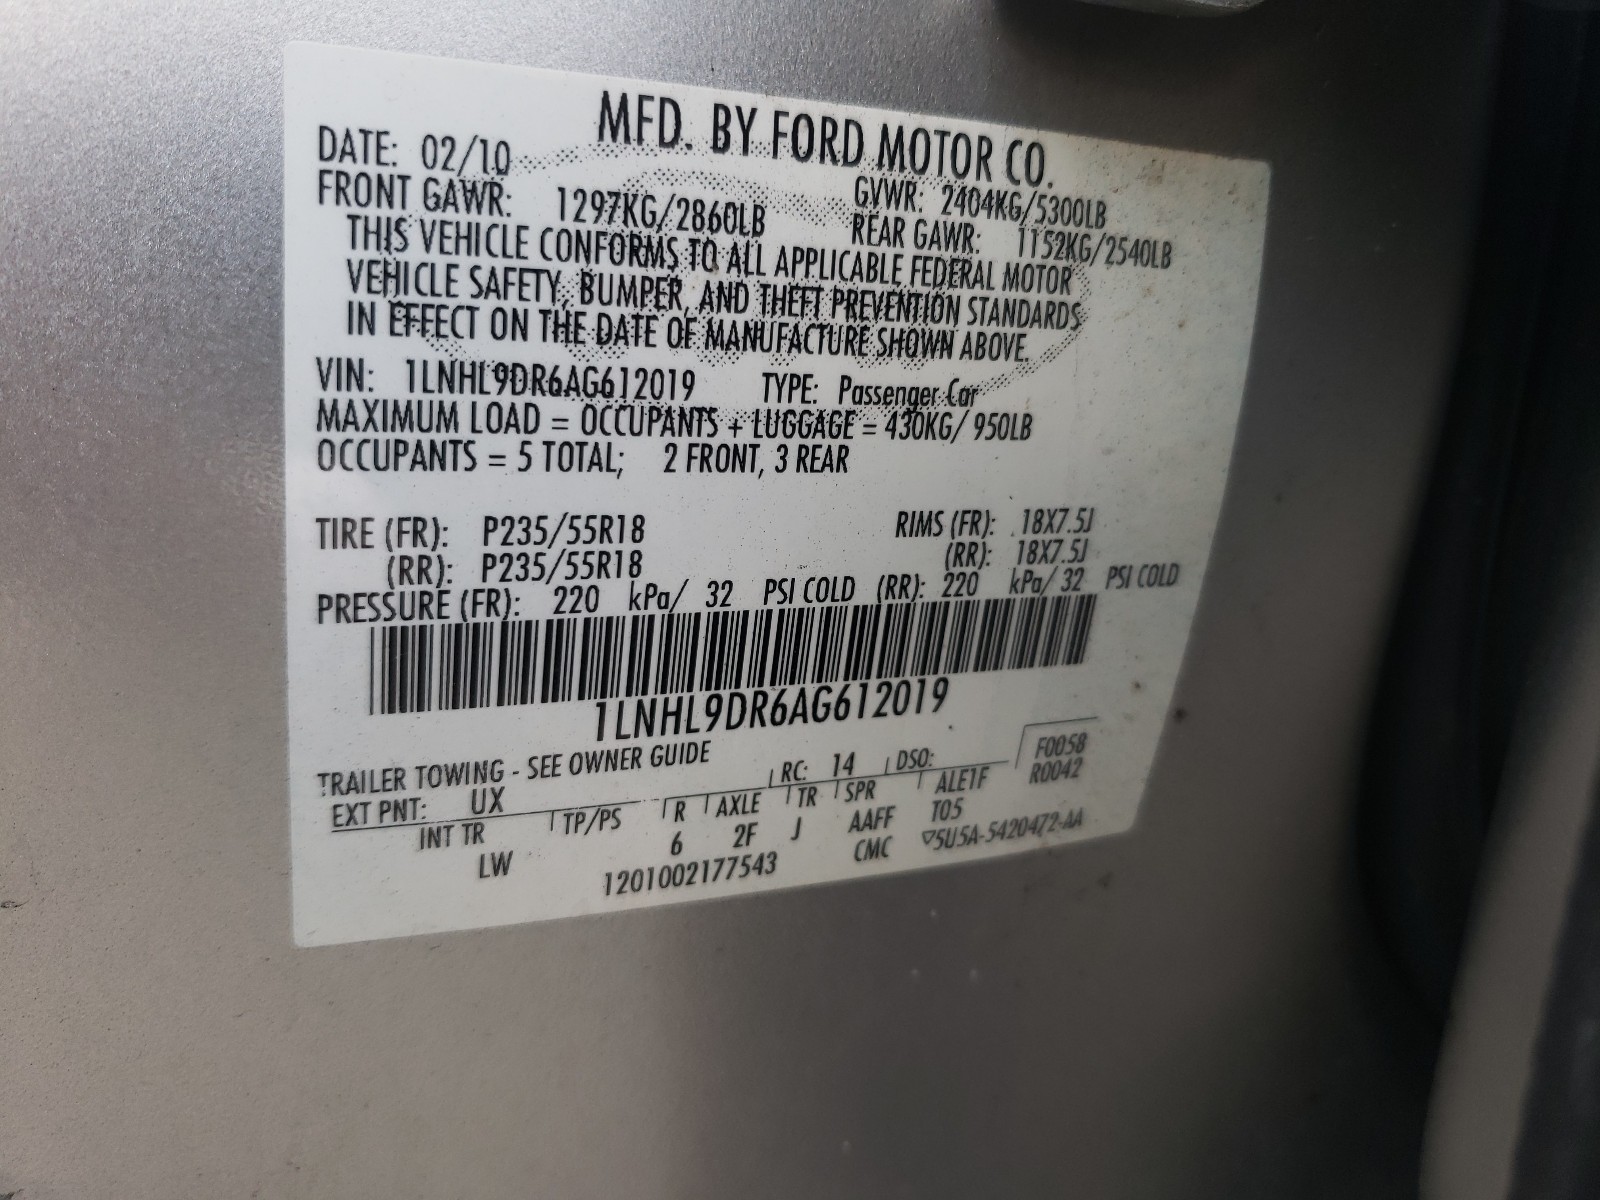 MFD. BY FORD MOTOR CO.
DATE: 02/10 GVWR: 2404KG/5300LB
FRONT GAWR: 1297KG/2860LB REAR GAWR: 1152KG/2540LB
THIS VEHICLE CONFORMS TO ALL APPLICABLE FEDERAL MOTOR
VEHICLE SAFETY, BUMPER, AND THEFT PREVENTION STANDARDS
IN EFFECT ON THE DATE OF MANUFACTURE SHOWN ABOVE.
VIN: 1LNHL9DR6AG612019 TYPE: Passenger Car
MAXIMUM LOAD = OCCUPANTS + LUGGAGE = 430KG/ 950LB
OCCUPANTS = 5 TOTAL; 2 FRONT, 3 REAR
TIRE (FR): P235/55R18 RIMS (FR): 18X7.5J
(RR): P235/55R18 (RR): 18X7.5J
PRESSURE (FR): 220 kPa/ 32 PSI COLD (RR): 220 kPa/ 32 PSI COLD
1LNHL9DR6AG612019
TRAILER TOWING - SEE OWNER GUIDE
EXT PNT: UX RC: 14 DSO: F0058
R0042
INT TR TP/PS R AXLE TR SPR ALE1F
LW 6 2F J AAFF T05
1201002177543 CMC ▽5U5A-5420472-AA